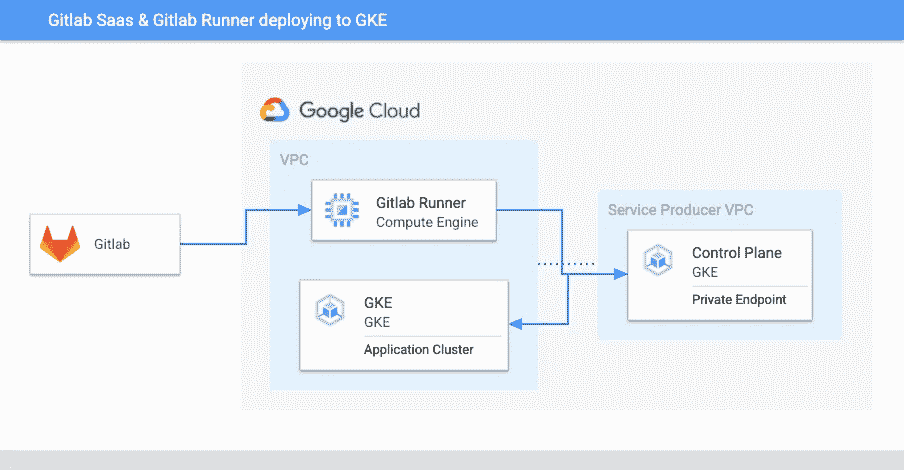 Gitlab Saas & Gitlab Runner deploying to GKE
Google Cloud
VPC
Gitlab Runner
Compute Engine
Service Producer VPC
Gitlab
Control Plane
GKE
Private Endpoint
GKE
GKE
Application Cluster